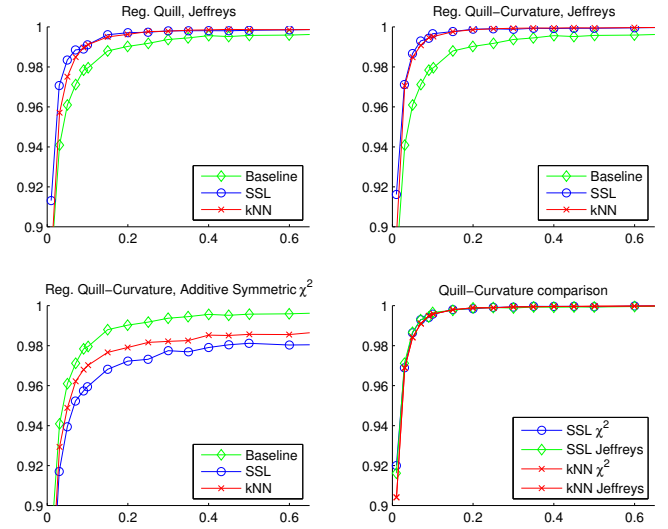 Reg. Quill, Jeffreys
1
0.98
0.96
0.94
0.92
0.9
0
0.2
0.4
0.6
Baseline
SSL
kNN
Reg. Quill−Curvature, Jeffreys
1
0.98
0.96
0.94
0.92
0.9
0
0.2
0.4
0.6
Baseline
SSL
kNN
Reg. Quill−Curvature, Additive Symmetric χ²
1
0.98
0.96
0.94
0.92
0.9
0
0.2
0.4
0.6
Baseline
SSL
kNN
Quill−Curvature comparison
1
0.98
0.96
0.94
0.92
0.9
0
0.2
0.4
0.6
SSL χ²
SSL Jeffreys
kNN χ²
kNN Jeffreys